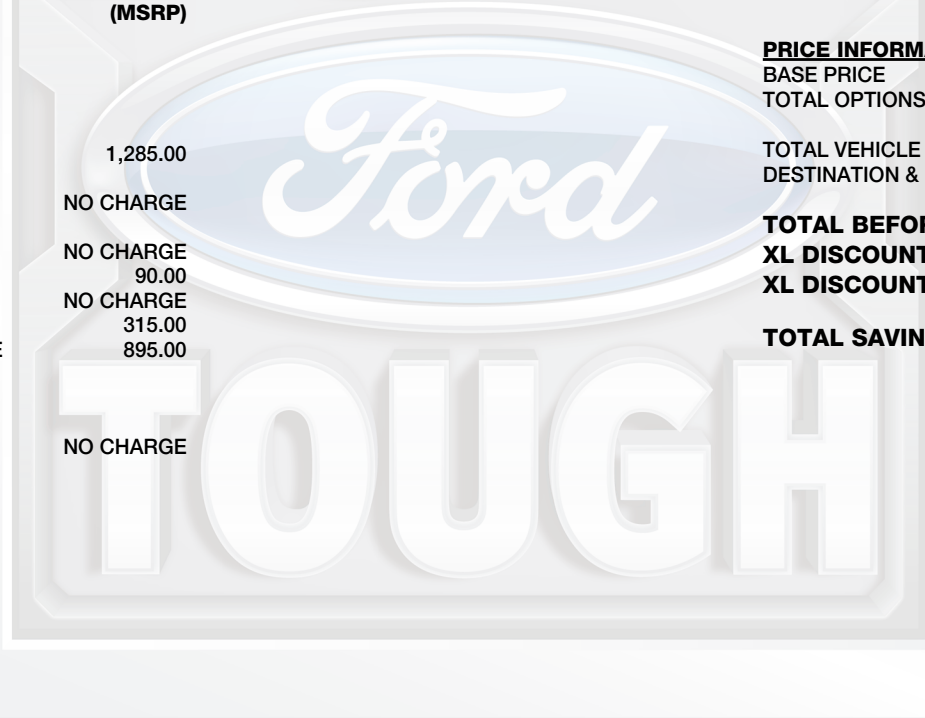 (MSRP)
1,285.00
NO CHARGE
NO CHARGE
90.00
NO CHARGE
315.00
895.00
NO CHARGE
PRICE INFORM
BASE PRICE
TOTAL OPTIONS
TOTAL VEHICLE
DESTINATION &
TOTAL BEFOR
XL DISCOUNT
XL DISCOUNT
TOTAL SAVIN
Ford
TOUGH